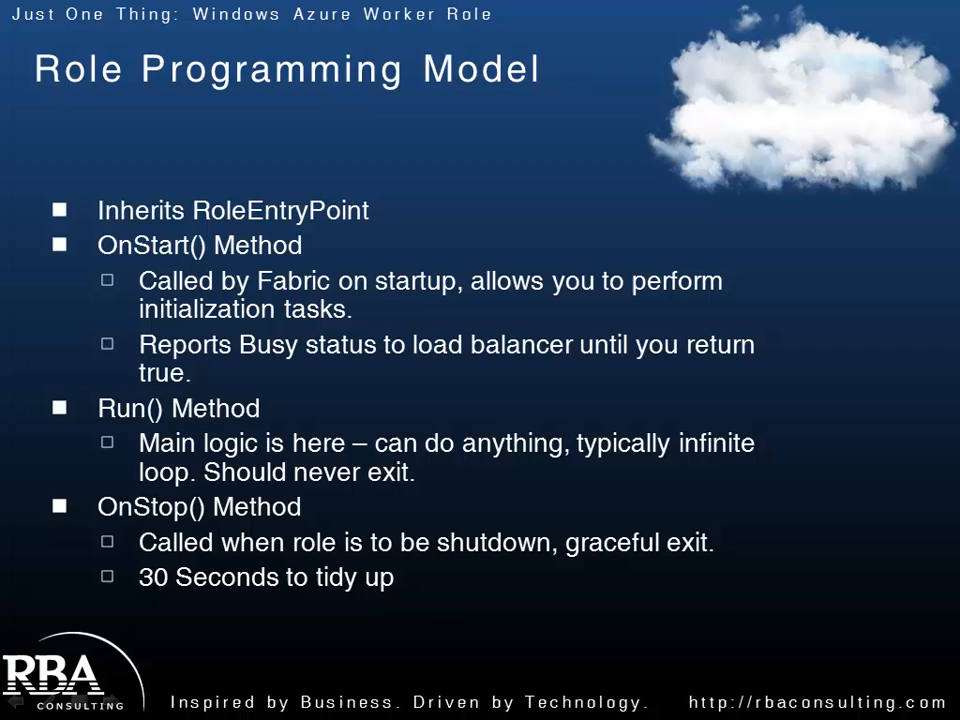 Just One Thing: Windows Azure Worker Role
Role Programming Model
Inherits RoleEntryPoint
OnStart() Method
Called by Fabric on startup, allows you to perform
initialization tasks.
Reports Busy status to load balancer until you return
true.
Run() Method
Main logic is here – can do anything, typically infinite
loop. Should never exit.
OnStop() Method
Called when role is to be shutdown, graceful exit.
30 Seconds to tidy up
RBA
CONSULTING
Inspired by Business. Driven by Technology. http://rbaconsulting.com